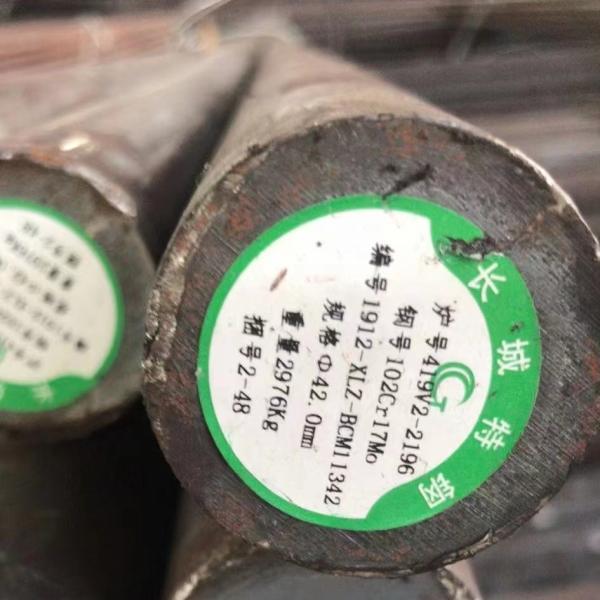 长城特钢
炉号419V2-2196
钢号102Cr17Mo
编号1912-XLZ-BCM11342
规格Φ42.0mm
重量2976Kg
捆号2-48